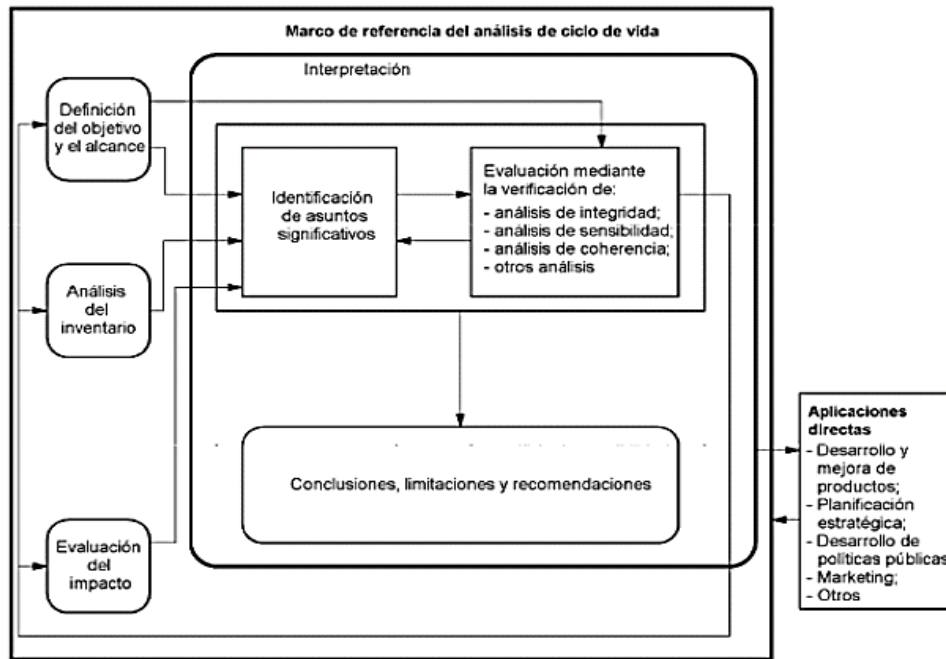 Marco de referencia del análisis de ciclo de vida
Interpretación
Definición
del objetivo
y el alcance
Identificación
de asuntos
significativos
Evaluación mediante
la verificación de:
- análisis de integridad;
- análisis de sensibilidad;
- análisis de coherencia;
- otros análisis
Análisis
del
inventario
Conclusiones, limitaciones y recomendaciones
Evaluación
del
impacto
Aplicaciones
directas
- Desarrollo y
mejora de
productos;
- Planificación
estratégica;
- Desarrollo de
políticas públicas
- Marketing;
- Otros